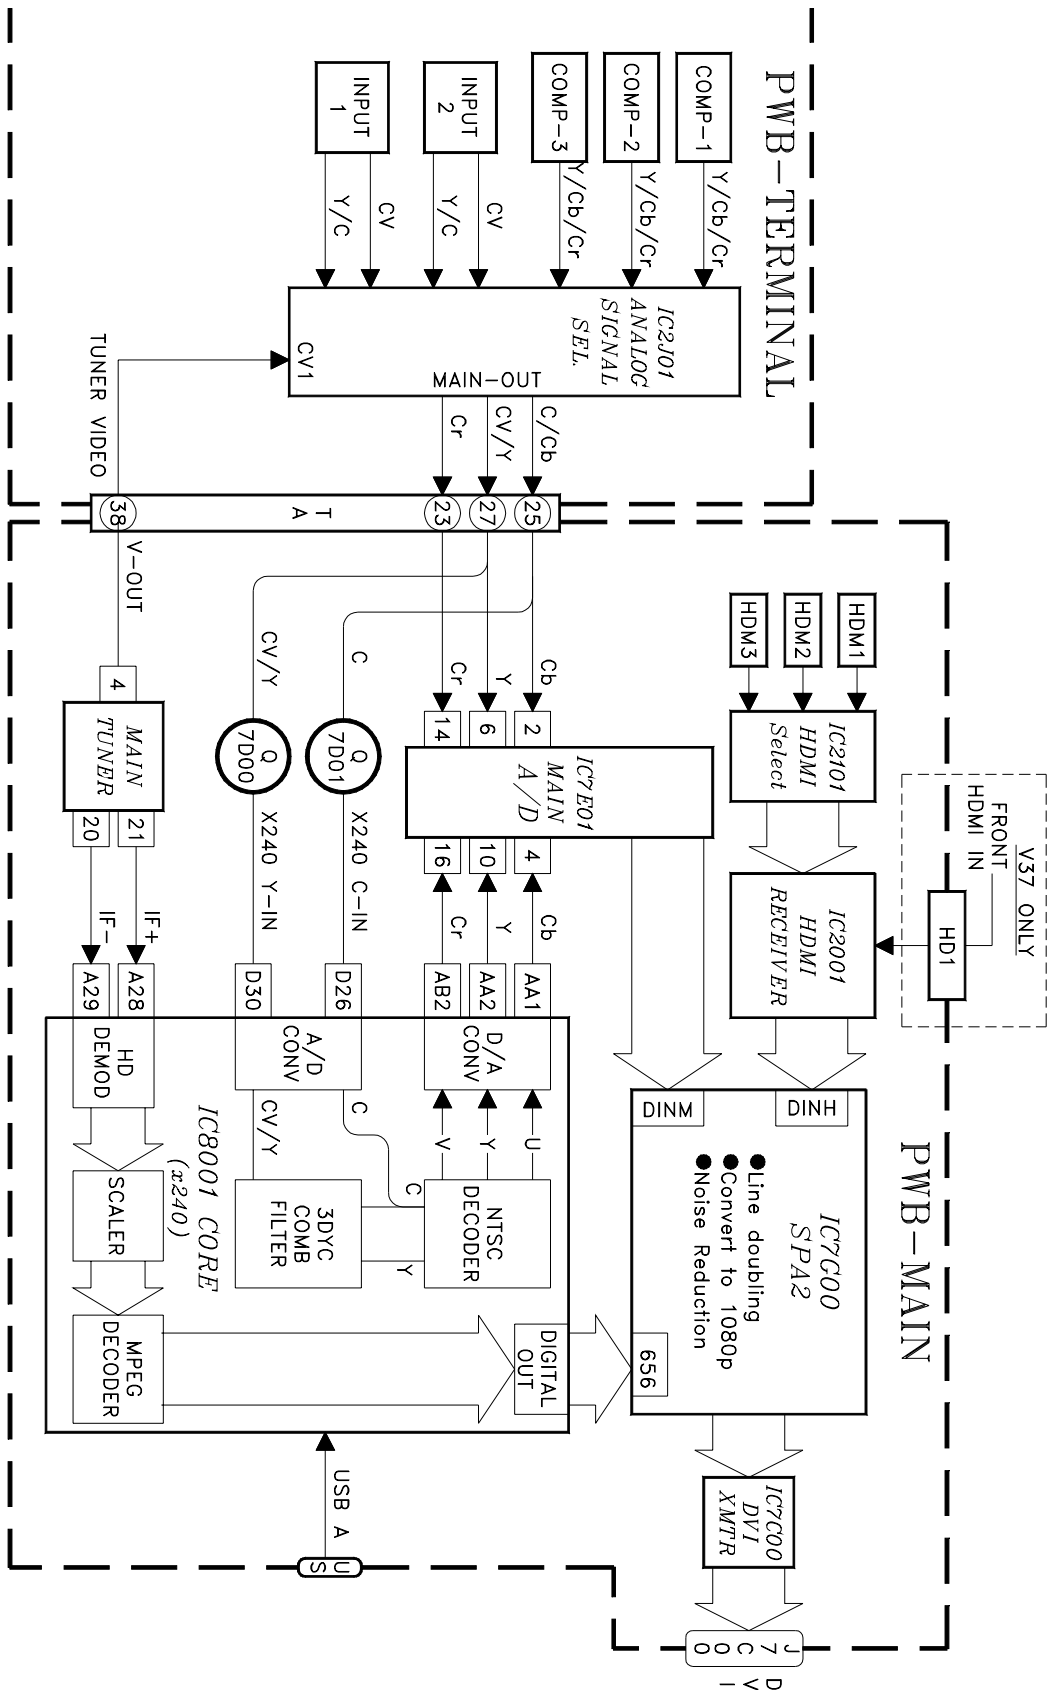 PWB-TERMINAL
COMP-1
Y/Cb/Cr
COMP-2
Y/Cb/Cr
COMP-3
Y/Cb/Cr
INPUT
2
CV
Y/C
INPUT
1
CV
Y/C
IC2J01
ANALOG
SIGNAL
SEL.
MAIN-OUT
CV1
C/Cb
CV/Y
Cr
TUNER VIDEO
25
27
23
T
A
38
PWB-MAIN
V37 ONLY
FRONT
HDMI IN
HD1
HDM1
HDM2
HDM3
IC2101
HDMI
Select
IC2001
HDMI
RECEIVER
DINH
DINM
IC7G00
SPA2
Line doubling
Convert to 1080p
Noise Reduction
656
IC7C00
DVI
XMTR
J
7
C
0
0
D
V
I
Cb
Y
Cr
2
6
14
IC7E01
MAIN
A/D
4
10
16
Cb
Y
Cr
AA1
AA2
AB2
D/A
CONV
U
Y
V
NTSC
DECODER
DIGITAL
OUT
C
Q
7D01
X240 C-IN
D26
CV/Y
Q
7D00
X240 Y-IN
D30
A/D
CONV
C
C
CV/Y
3DYC
COMB
FILTER
Y
IC8001 CORE
(x240)
V-OUT
4
MAIN
TUNER
21
20
IF+
IF-
A28
A29
HD
DEMOD
SCALER
MPEG
DECODER
USB A
U
S